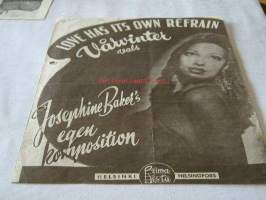 LOVE HAS ITS OWN REFRAIN
Vårvinter
vals
Josephine Baker's
egen
komposition
HELSINKI
HELSINGFORS